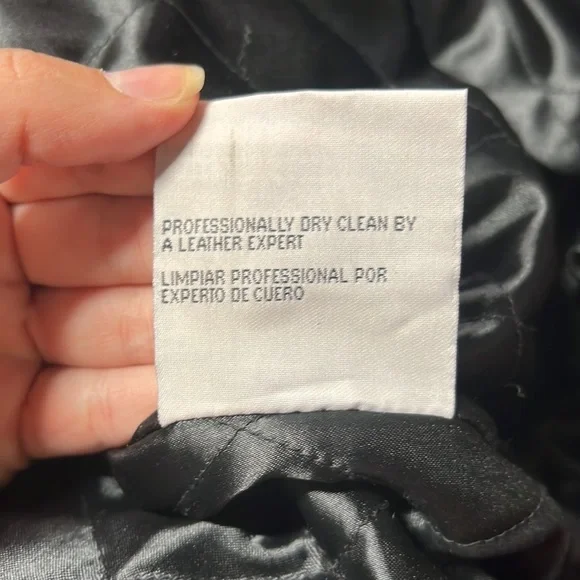 PROFESSIONALLY DRY CLEAN BY
A LEATHER EXPERT
LIMPIAR PROFESSIONAL POR
EXPERTO DE CUERO